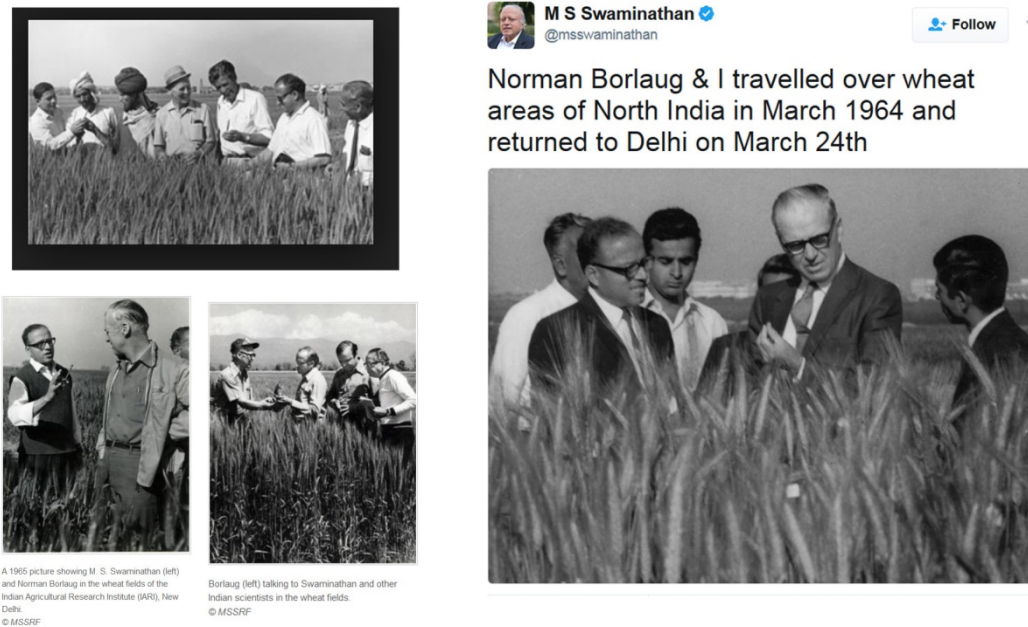 M S Swaminathan
@msswaminathan
Follow
Norman Borlaug & I travelled over wheat
areas of North India in March 1964 and
returned to Delhi on March 24th
A 1965 picture showing M. S. Swaminathan (left)
and Norman Borlaug in the wheat fields of the
Indian Agricultural Research Institute (IARI), New
Delhi.
© MSSRF
Borlaug (left) talking to Swaminathan and other
Indian scientists in the wheat fields.
© MSSRF